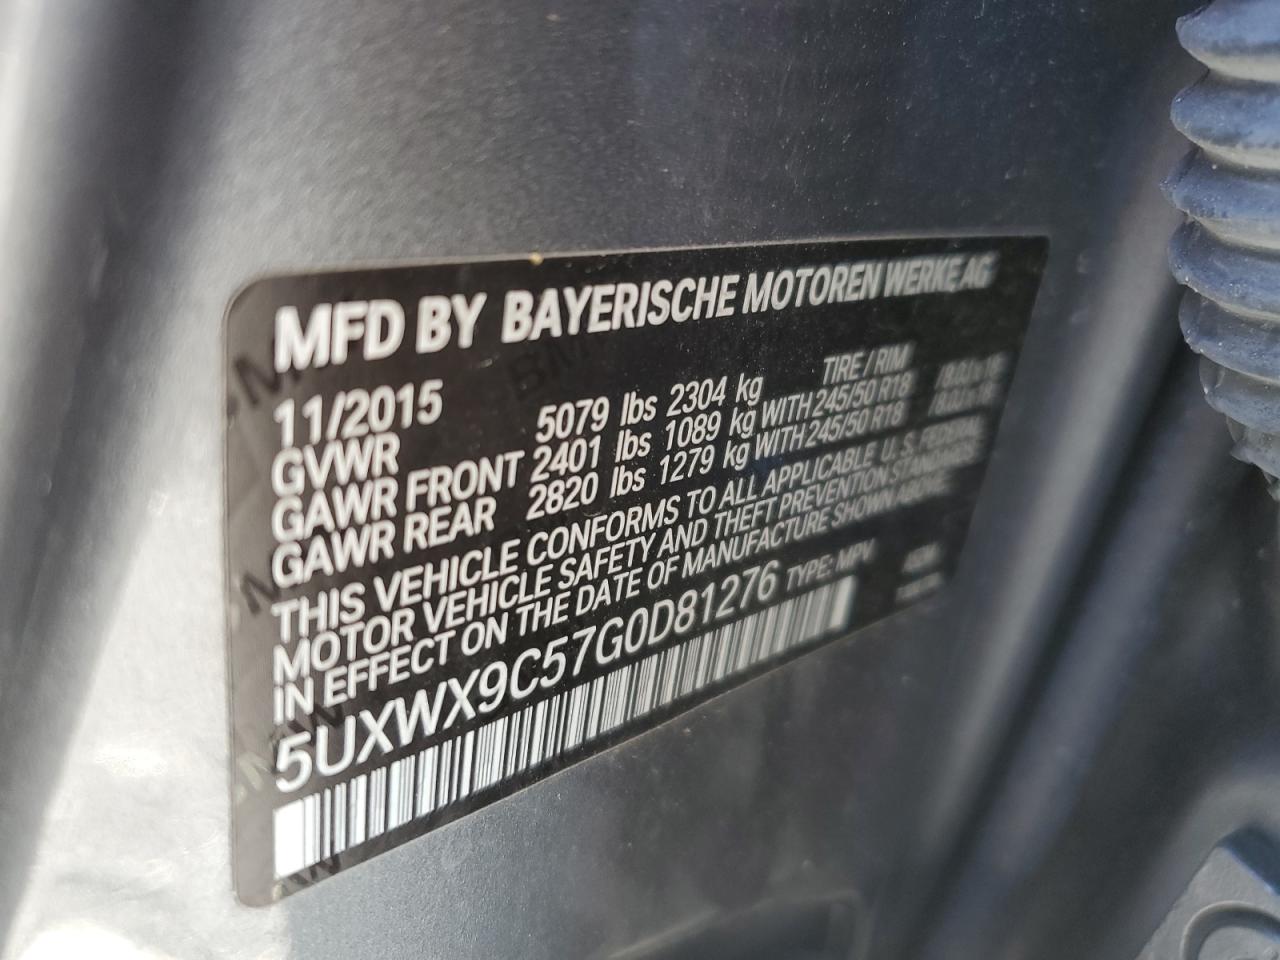 MFD BY BAYERISCHE MOTOREN WERKE AG
11/2015 TIRE / RIM
GVWR 5079 lbs 2304 kg
GAWR FRONT 2401 lbs 1089 kg WITH 245/50 R18
GAWR REAR 2820 lbs 1279 kg WITH 245/50 R18
THIS VEHICLE CONFORMS TO ALL APPLICABLE U.S. FEDERAL
MOTOR VEHICLE SAFETY AND THEFT PREVENTION STANDARDS
IN EFFECT ON THE DATE OF MANUFACTURE SHOWN ABOVE.
5UXWX9C57G0D81276 TYPE: MPV